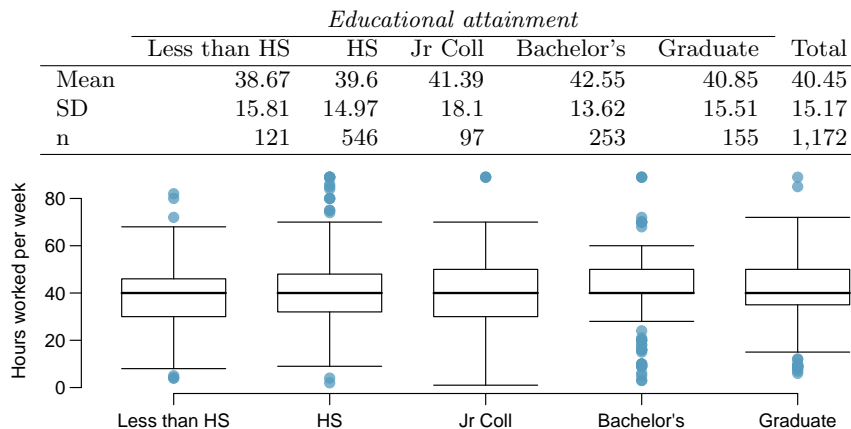 Educational attainment
Less than HS HS Jr Coll Bachelor's Graduate Total
Mean 38.67 39.6 41.39 42.55 40.85 40.45
SD 15.81 14.97 18.1 13.62 15.51 15.17
n 121 546 97 253 155 1,172
Hours worked per week
80
60
40
20
0
Less than HS HS Jr Coll Bachelor's Graduate